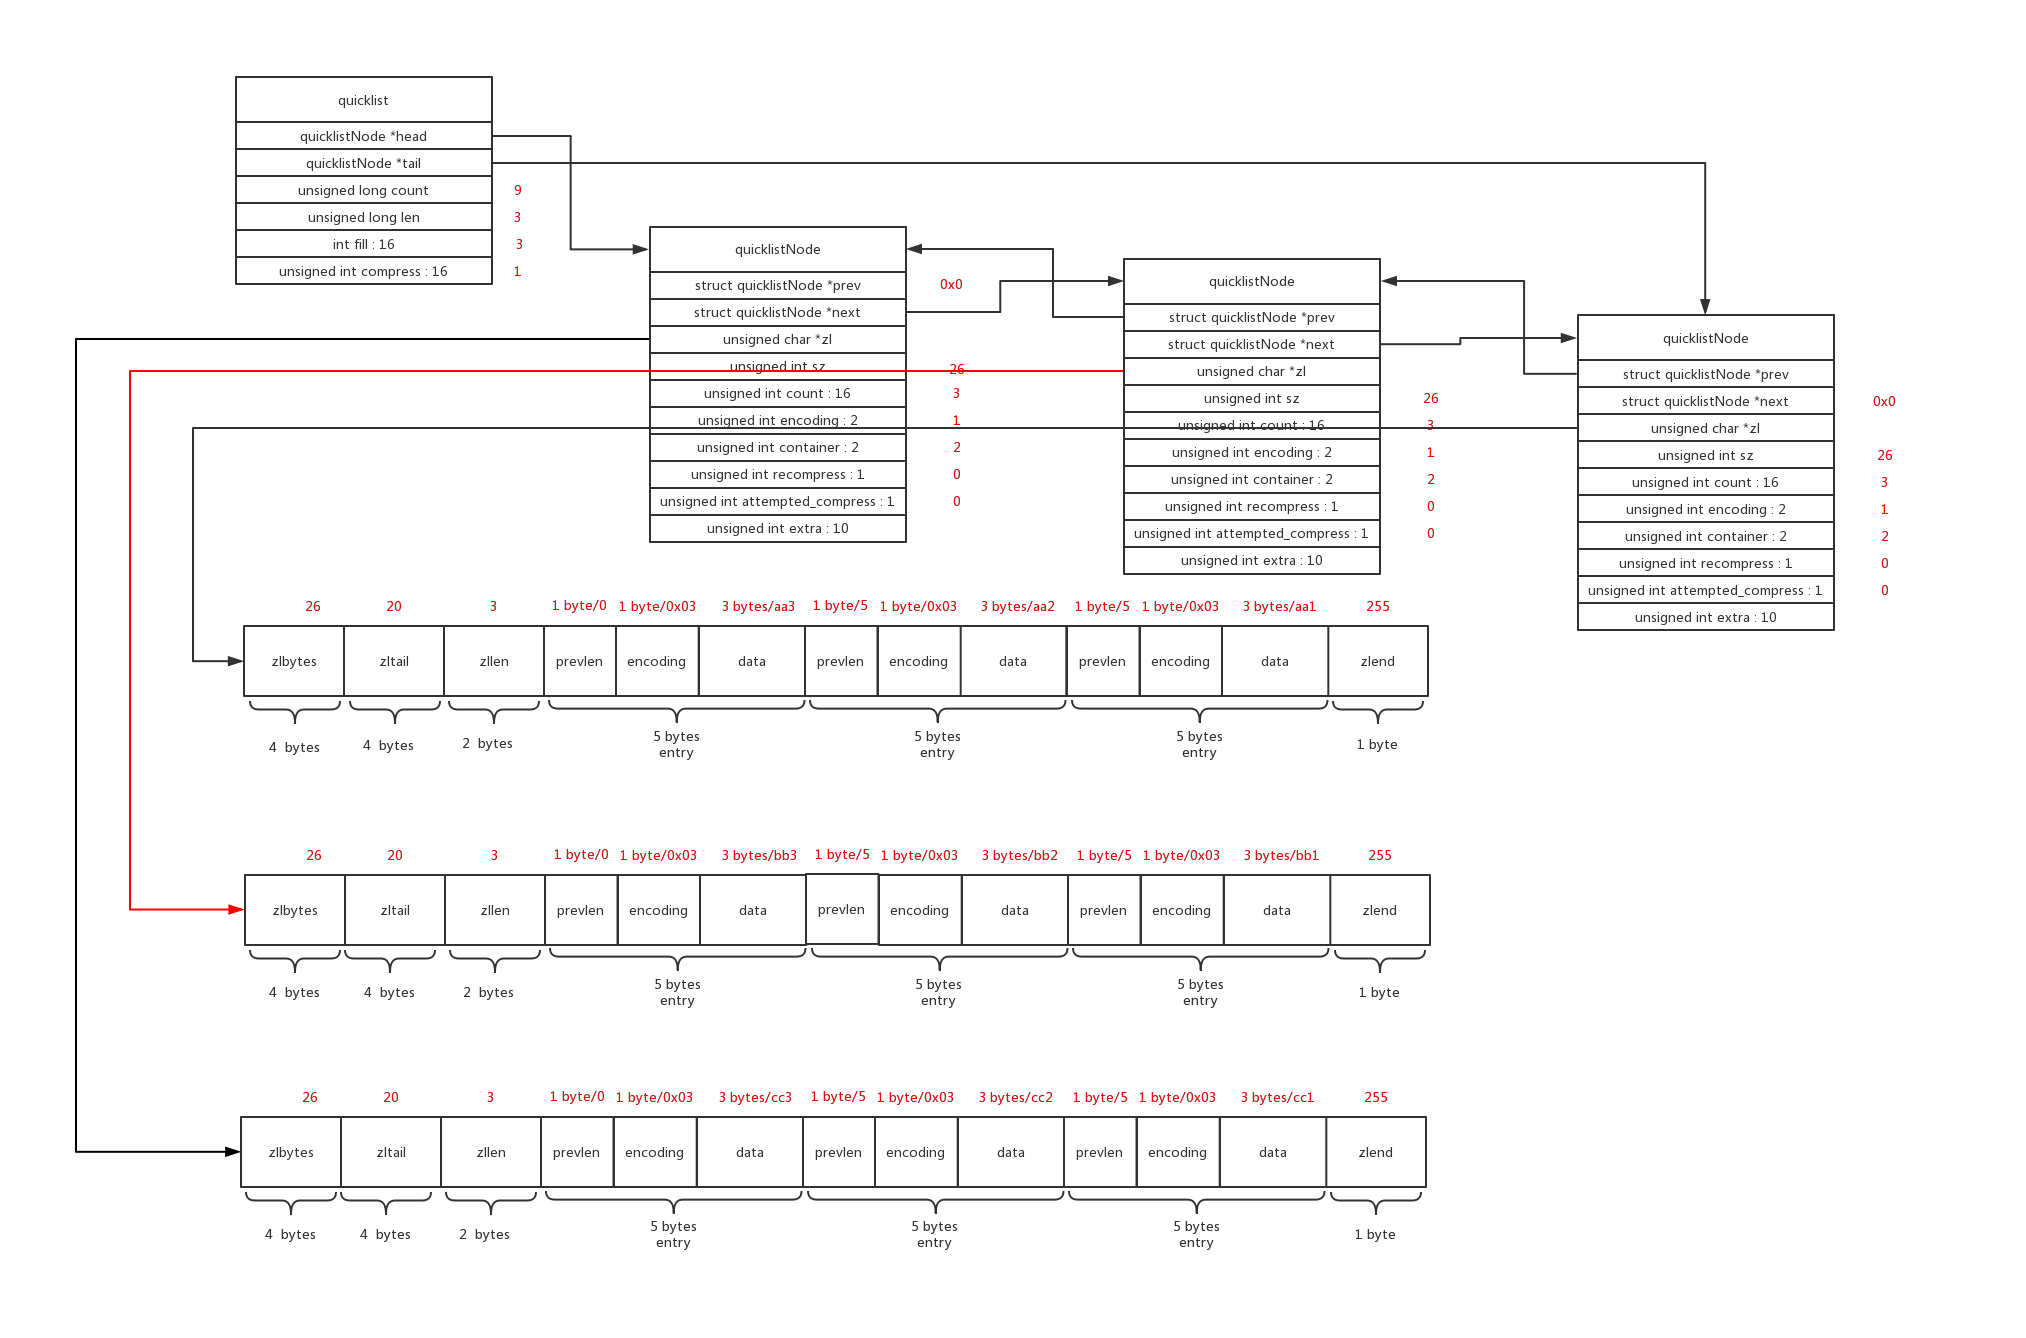 quicklist
quicklistNode *head
quicklistNode *tail
unsigned long count 9
unsigned long len 3
int fill : 16 3
unsigned int compress : 16 1
quicklistNode
struct quicklistNode *prev 0x0
struct quicklistNode *next
unsigned char *zl
unsigned int sz 26
unsigned int count : 16 3
unsigned int encoding : 2 1
unsigned int container : 2 2
unsigned int recompress : 1 0
unsigned int attempted_compress : 1 0
unsigned int extra : 10
quicklistNode
struct quicklistNode *prev
struct quicklistNode *next
unsigned char *zl
unsigned int sz 26
unsigned int count : 16 3
unsigned int encoding : 2 1
unsigned int container : 2 2
unsigned int recompress : 1 0
unsigned int attempted_compress : 1 0
unsigned int extra : 10
quicklistNode
struct quicklistNode *prev
struct quicklistNode *next 0x0
unsigned char *zl
unsigned int sz 26
unsigned int count : 16 3
unsigned int encoding : 2 1
unsigned int container : 2 2
unsigned int recompress : 1 0
unsigned int attempted_compress : 1 0
unsigned int extra : 10
26 20 3 1 byte/0 1 byte/0x03 3 bytes/aa3 1 byte/5 1 byte/0x03 3 bytes/aa2 1 byte/5 1 byte/0x03 3 bytes/aa1 255
zlbytes zltail zllen prevlen encoding data prevlen encoding data prevlen encoding data zlend
4 bytes 4 bytes 2 bytes 5 bytes 5 bytes 5 bytes 1 byte
entry entry entry
26 20 3 1 byte/0 1 byte/0x03 3 bytes/bb3 1 byte/5 1 byte/0x03 3 bytes/bb2 1 byte/5 1 byte/0x03 3 bytes/bb1 255
zlbytes zltail zllen prevlen encoding data prevlen encoding data prevlen encoding data zlend
4 bytes 4 bytes 2 bytes 5 bytes 5 bytes 5 bytes 1 byte
entry entry entry
26 20 3 1 byte/0 1 byte/0x03 3 bytes/cc3 1 byte/5 1 byte/0x03 3 bytes/cc2 1 byte/5 1 byte/0x03 3 bytes/cc1 255
zlbytes zltail zllen prevlen encoding data prevlen encoding data prevlen encoding data zlend
4 bytes 4 bytes 2 bytes 5 bytes 5 bytes 5 bytes 1 byte
entry entry entry